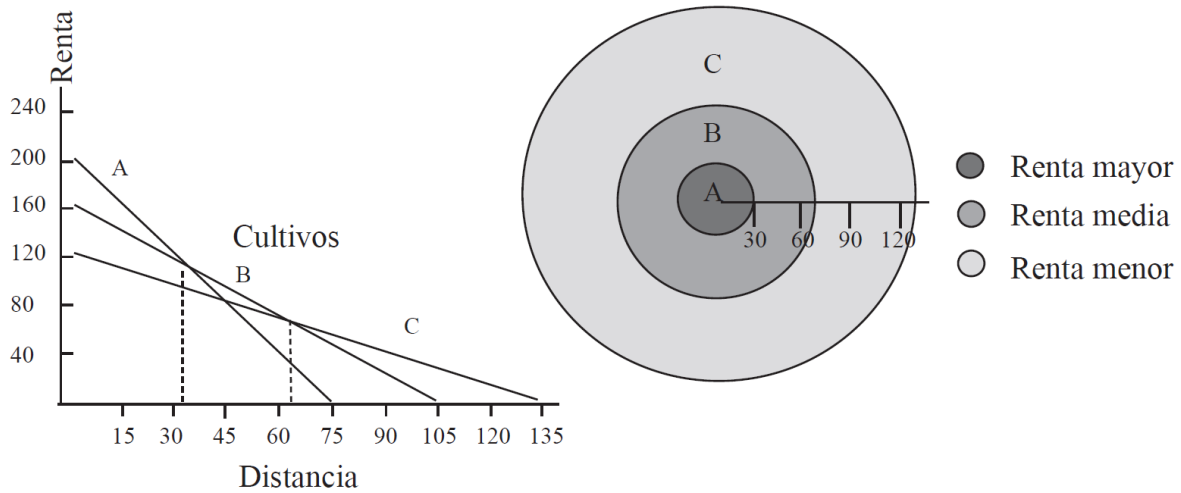 Renta
240
200
160
120
80
40
A
Cultivos
B
C
15 30 45 60 75 90 105 120 135
Distancia
C
B
A
30 60 90 120
Renta mayor
Renta media
Renta menor